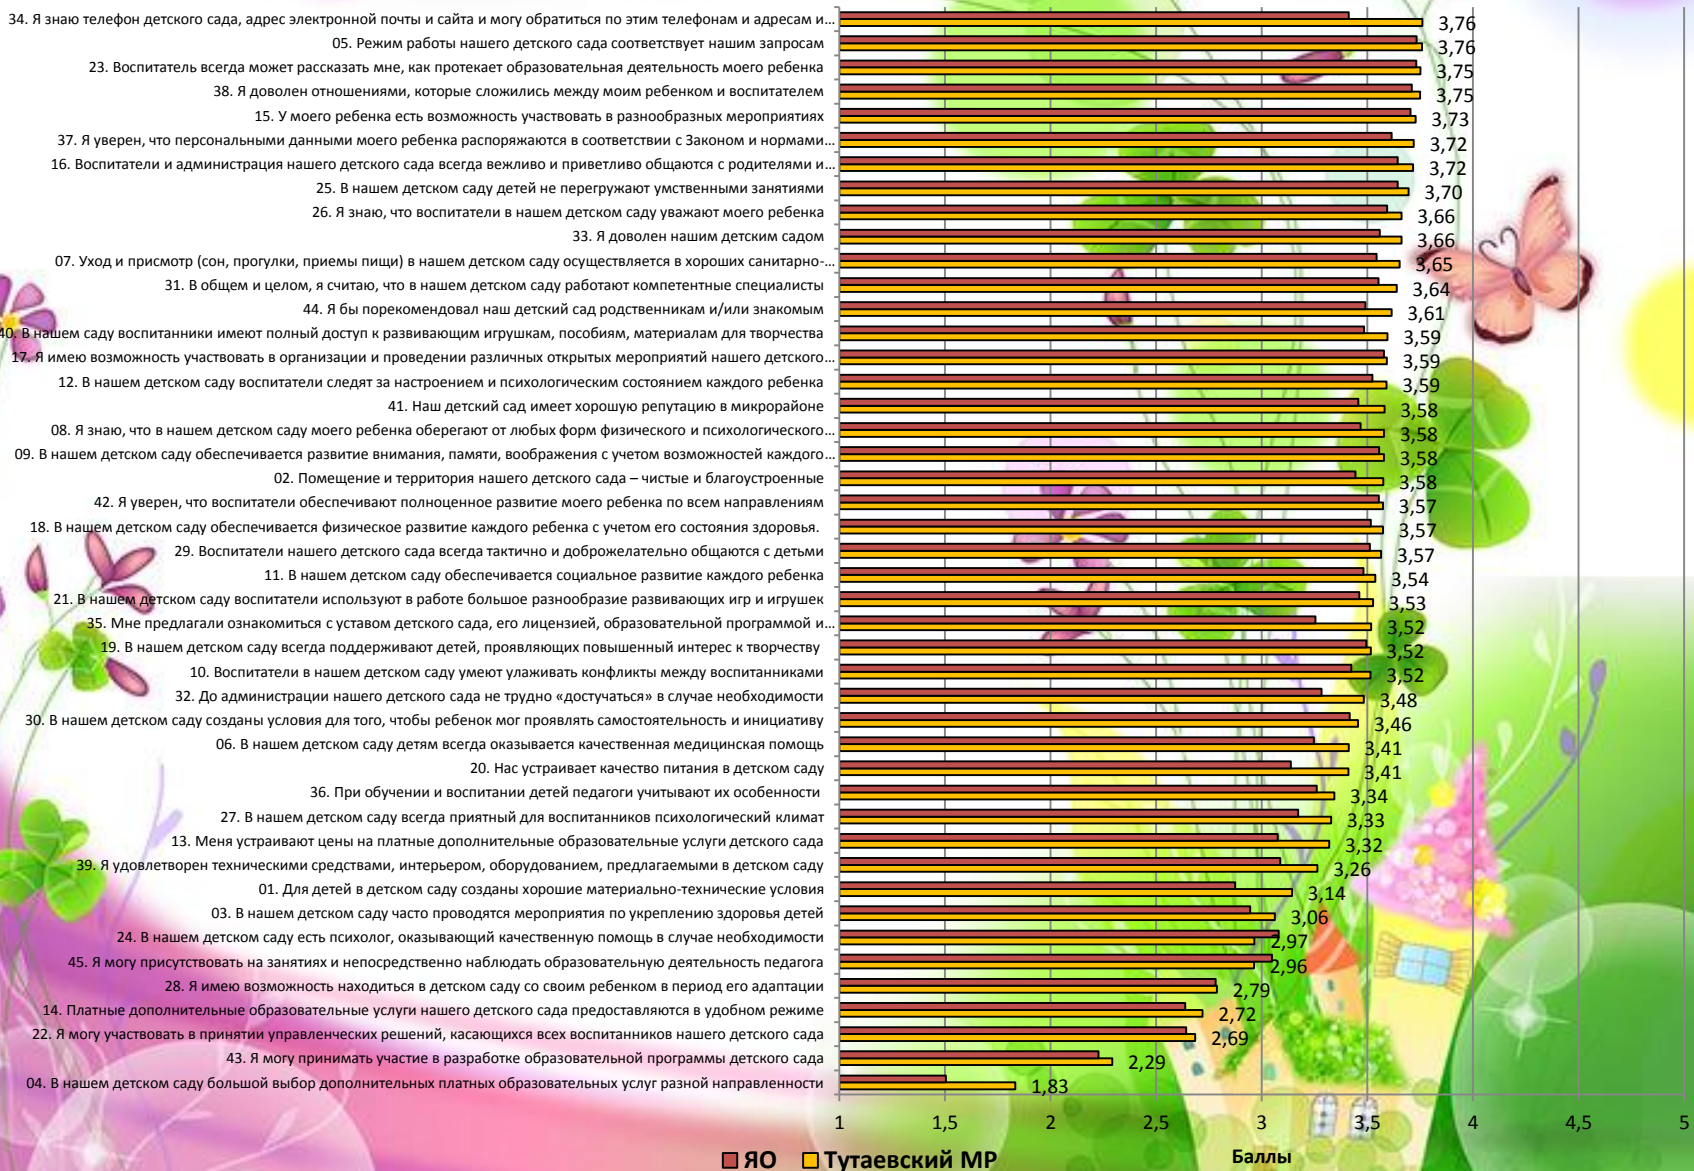 34. Я знаю телефон детского сада, адрес электронной почты и сайта и могу обратиться по этим телефонам и адресам и… 3,76
05. Режим работы нашего детского сада соответствует нашим запросам 3,76
23. Воспитатель всегда может рассказать мне, как протекает образовательная деятельность моего ребенка 3,75
38. Я доволен отношениями, которые сложились между моим ребенком и воспитателем 3,75
15. У моего ребенка есть возможность участвовать в разнообразных мероприятиях 3,73
37. Я уверен, что персональными данными моего ребенка распоряжаются в соответствии с Законом и нормами… 3,72
16. Воспитатели и администрация нашего детского сада всегда вежливо и приветливо общаются с родителями и… 3,72
25. В нашем детском саду детей не перегружают умственными занятиями 3,70
26. Я знаю, что воспитатели в нашем детском саду уважают моего ребенка 3,66
33. Я доволен нашим детским садом 3,66
07. Уход и присмотр (сон, прогулки, приемы пищи) в нашем детском саду осуществляется в хороших санитарно-… 3,65
31. В общем и целом, я считаю, что в нашем детском саду работают компетентные специалисты 3,64
44. Я бы порекомендовал наш детский сад родственникам и/или знакомым 3,61
40. В нашем саду воспитанники имеют полный доступ к развивающим игрушкам, пособиям, материалам для творчества 3,59
17. Я имею возможность участвовать в организации и проведении различных открытых мероприятий нашего детского… 3,59
12. В нашем детском саду воспитатели следят за настроением и психологическим состоянием каждого ребенка 3,59
41. Наш детский сад имеет хорошую репутацию в микрорайоне 3,58
08. Я знаю, что в нашем детском саду моего ребенка оберегают от любых форм физического и психологического… 3,58
09. В нашем детском саду обеспечивается развитие внимания, памяти, воображения с учетом возможностей каждого… 3,58
02. Помещение и территория нашего детского сада – чистые и благоустроенные 3,58
42. Я уверен, что воспитатели обеспечивают полноценное развитие моего ребенка по всем направлениям 3,57
18. В нашем детском саду обеспечивается физическое развитие каждого ребенка с учетом его состояния здоровья. 3,57
29. Воспитатели нашего детского сада всегда тактично и доброжелательно общаются с детьми 3,57
11. В нашем детском саду обеспечивается социальное развитие каждого ребенка 3,54
21. В нашем детском саду воспитатели используют в работе большое разнообразие развивающих игр и игрушек 3,53
35. Мне предлагали ознакомиться с уставом детского сада, его лицензией, образовательной программой и… 3,52
19. В нашем детском саду всегда поддерживают детей, проявляющих повышенный интерес к творчеству 3,52
10. Воспитатели в нашем детском саду умеют улаживать конфликты между воспитанниками 3,52
32. До администрации нашего детского сада не трудно «достучаться» в случае необходимости 3,48
30. В нашем детском саду созданы условия для того, чтобы ребенок мог проявлять самостоятельность и инициативу 3,46
06. В нашем детском саду детям всегда оказывается качественная медицинская помощь 3,41
20. Нас устраивает качество питания в детском саду 3,41
36. При обучении и воспитании детей педагоги учитывают их особенности 3,34
27. В нашем детском саду всегда приятный для воспитанников психологический климат 3,33
13. Меня устраивают цены на платные дополнительные образовательные услуги детского сада 3,32
39. Я удовлетворен техническими средствами, интерьером, оборудованием, предлагаемыми в детском саду 3,26
01. Для детей в детском саду созданы хорошие материально-технические условия 3,14
03. В нашем детском саду часто проводятся мероприятия по укреплению здоровья детей 3,06
24. В нашем детском саду есть психолог, оказывающий качественную помощь в случае необходимости 2,97
45. Я могу присутствовать на занятиях и непосредственно наблюдать образовательную деятельность педагога 2,96
28. Я имею возможность находиться в детском саду со своим ребенком в период его адаптации 2,79
14. Платные дополнительные образовательные услуги нашего детского сада предоставляются в удобном режиме 2,72
22. Я могу участвовать в принятии управленческих решений, касающихся всех воспитанников нашего детского сада 2,69
43. Я могу принимать участие в разработке образовательной программы детского сада 2,29
04. В нашем детском саду большой выбор дополнительных платных образовательных услуг разной направленности 1,83
1 1,5 2 2,5 3 3,5 4 4,5 5
ЯО Тутаевский МР Баллы